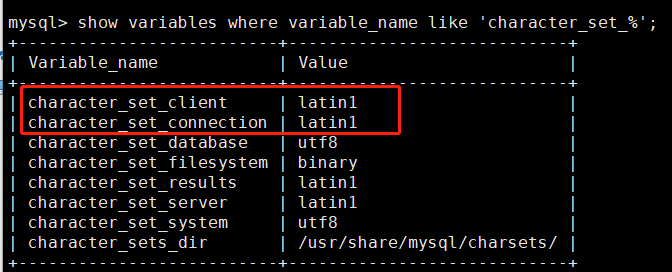 mysql> show variables where variable_name like 'character_set_%';
+--------------------------+----------------------------+
| Variable_name | Value |
+--------------------------+----------------------------+
| character_set_client | latin1 |
| character_set_connection | latin1 |
| character_set_database | utf8 |
| character_set_filesystem | binary |
| character_set_results | latin1 |
| character_set_server | latin1 |
| character_set_system | utf8 |
| character_sets_dir | /usr/share/mysql/charsets/ |
+--------------------------+----------------------------+